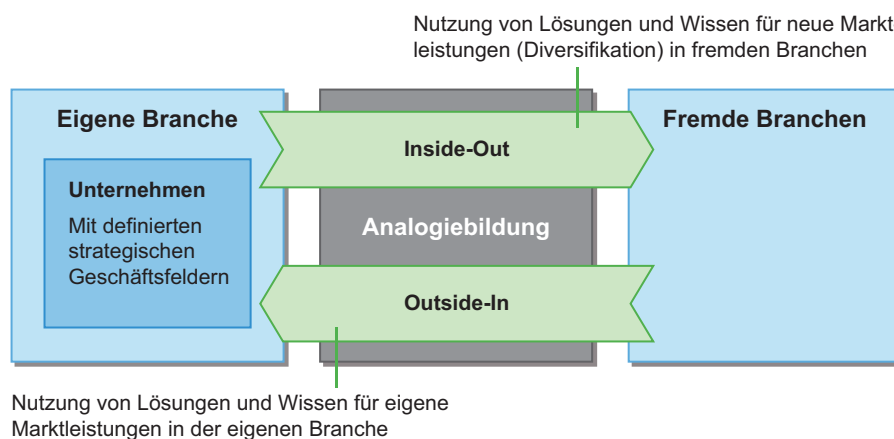 Nutzung von Lösungen und Wissen für neue Markt
leistungen (Diversifikation) in fremden Branchen
Eigene Branche
Fremde Branchen
Inside-Out
Unternehmen
Mit definierten
strategischen
Geschäftsfeldern
Analogiebildung
Outside-In
Nutzung von Lösungen und Wissen für eigene
Marktleistungen in der eigenen Branche